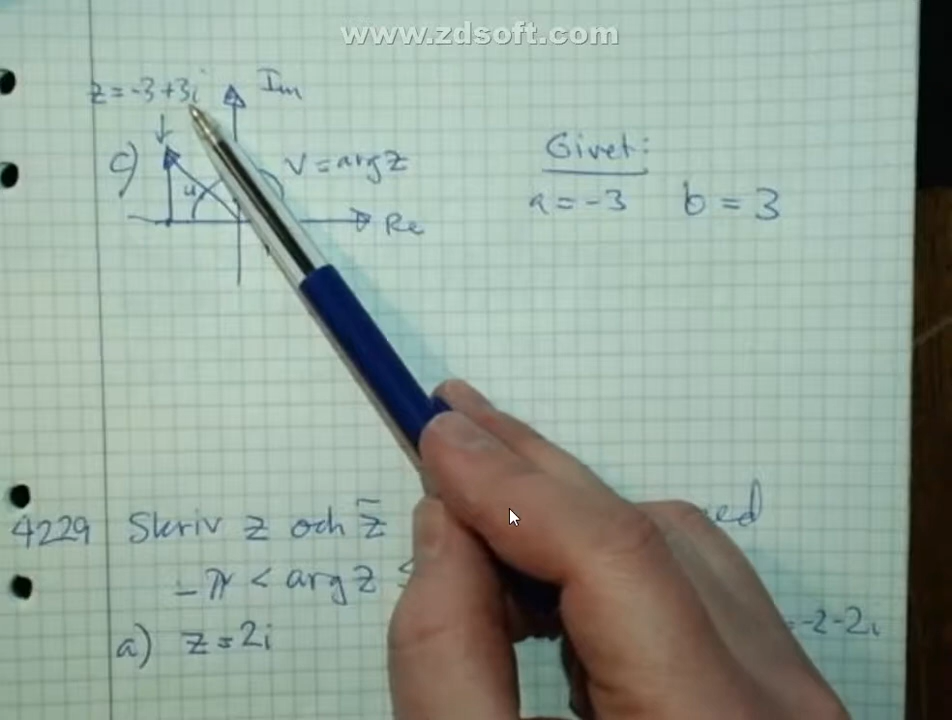 www.zdsoft.com
z = -3 + 3i
Im
c)
u
v = arg z
Re
Givet:
a = -3 b = 3
4229 Skriv z och z̄
-π < arg z ≤
a) z = 2i
= -2 - 2i